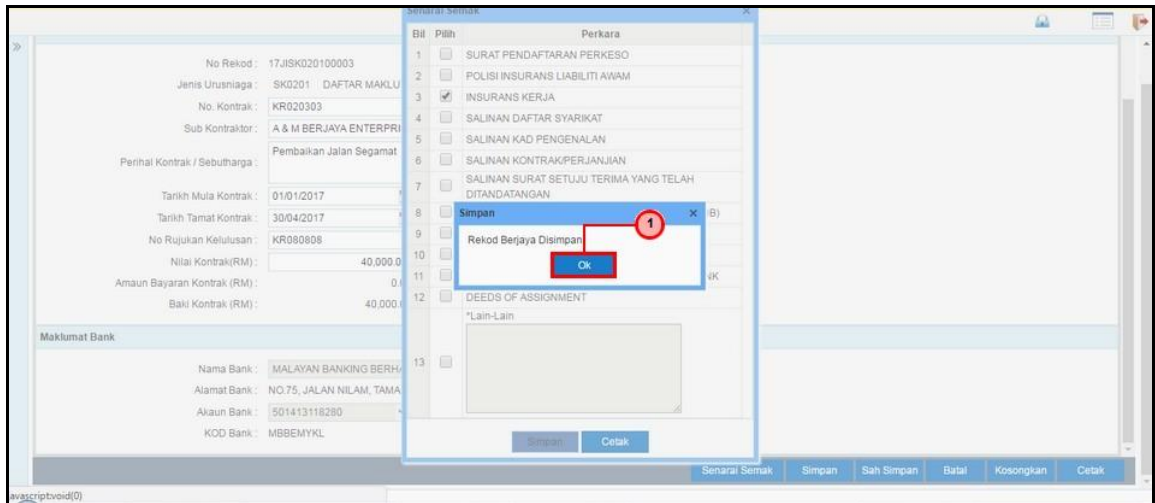 Senarai Semak ×
Bil Pilih Perkara
1 SURAT PENDAFTARAN PERKESO
2 POLISI INSURANS LIABILITI AWAM
3 INSURANS KERJA
4 SALINAN DAFTAR SYARIKAT
5 SALINAN KAD PENGENALAN
6 SALINAN KONTRAK/PERJANJIAN
7 SALINAN SURAT SETUJU TERIMA YANG TELAH
DITANDATANGAN
8 B)
9
10
11 NK
12 DEEDS OF ASSIGNMENT
*Lain-Lain
13
Simpan Cetak
Simpan ×
1
Rekod Berjaya Disimpan
Ok
No Rekod : 17JISK020100003
Jenis Urusniaga : SK0201 DAFTAR MAKLU
No. Kontrak : KR020303
Sub Kontraktor : A & M BERJAYA ENTERPRI
Perihal Kontrak / Sebutharga : Pembaikan Jalan Segamat
Tarikh Mula Kontrak : 01/01/2017
Tarikh Tamat Kontrak : 30/04/2017
No Rujukan Kelulusan : KR080808
Nilai Kontrak(RM) : 40,000.0
Amaun Bayaran Kontrak (RM) : 0.
Baki Kontrak (RM) : 40,000.
Maklumat Bank
Nama Bank : MALAYAN BANKING BERH
Alamat Bank : NO.75, JALAN NILAM, TAMA
Akaun Bank : 501413118280
KOD Bank : MBBEMYKL
Senarai Semak Simpan Sah Simpan Batal Kosongkan Cetak
avascript:void(0)